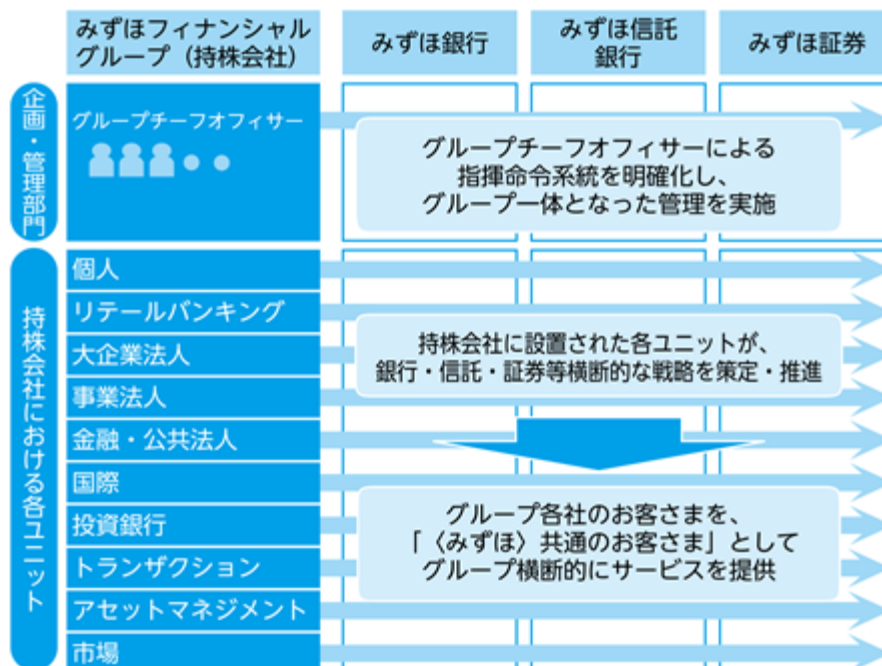 みずほフィナンシャル
グループ（持株会社）
みずほ銀行
みずほ信託
銀行
みずほ証券
企画・管理部門
グループチーフオフィサー
グループチーフオフィサーによる
指揮命令系統を明確化し、
グループ一体となった管理を実施
持株会社における各ユニット
個人
リテールバンキング
大企業法人
事業法人
金融・公共法人
国際
投資銀行
トランザクション
アセットマネジメント
市場
持株会社に設置された各ユニットが、
銀行・信託・証券等横断的な戦略を策定・推進
グループ各社のお客さまを、
「〈みずほ〉共通のお客さま」として
グループ横断的にサービスを提供